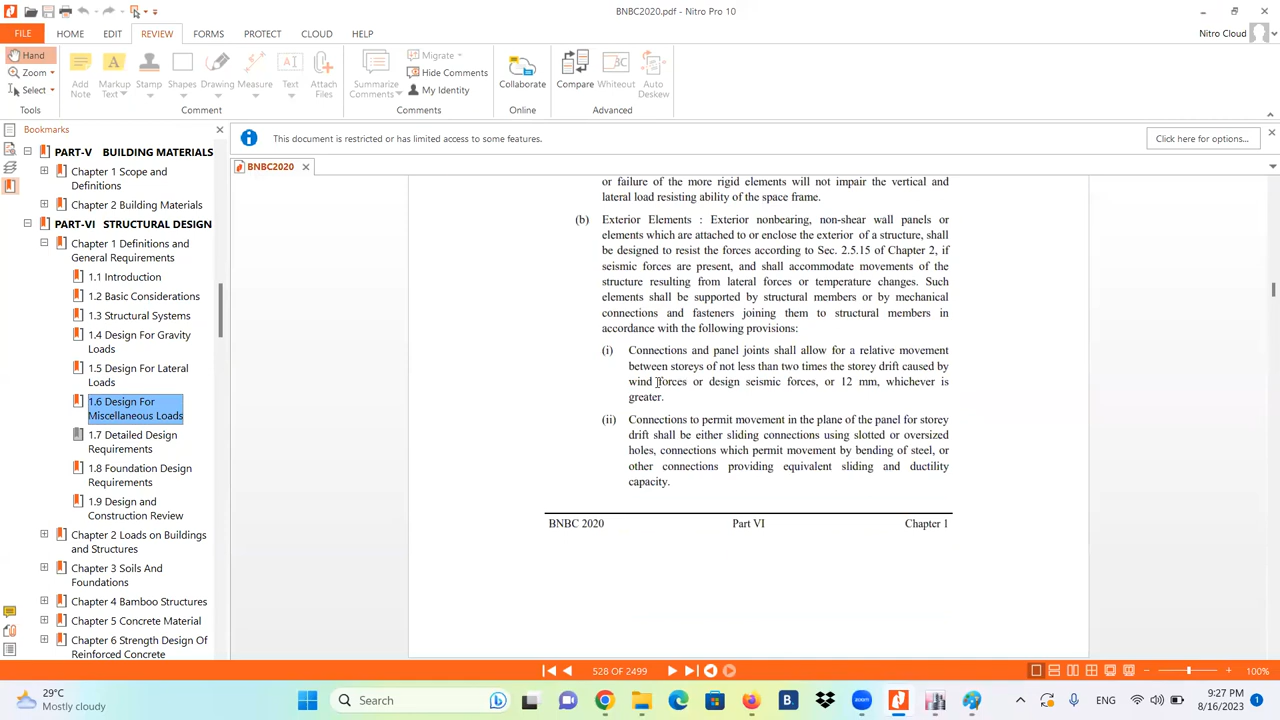 BNBC2020.pdf - Nitro Pro 10
FILE HOME EDIT REVIEW FORMS PROTECT CLOUD HELP
Nitro Cloud
Hand
Zoom
Select
Tools
Add Note
Markup Text
Stamp
Shapes
Drawing
Measure
Text
Attach Files
Comment
Summarize Comments
Migrate
Hide Comments
My Identity
Comments
Collaborate
Online
Compare
Whiteout
Auto Deskew
Advanced
Bookmarks
This document is restricted or has limited access to some features.
Click here for options...
BNBC2020
PART-V BUILDING MATERIALS
Chapter 1 Scope and
Definitions
Chapter 2 Building Materials
PART-VI STRUCTURAL DESIGN
Chapter 1 Definitions and
General Requirements
1.1 Introduction
1.2 Basic Considerations
1.3 Structural Systems
1.4 Design For Gravity
Loads
1.5 Design For Lateral
Loads
1.6 Design For
Miscellaneous Loads
1.7 Detailed Design
Requirements
1.8 Foundation Design
Requirements
1.9 Design and
Construction Review
Chapter 2 Loads on Buildings
and Structures
Chapter 3 Soils And
Foundations
Chapter 4 Bamboo Structures
Chapter 5 Concrete Material
Chapter 6 Strength Design Of
Reinforced Concrete
or failure of the more rigid elements will not impair the vertical and
lateral load resisting ability of the space frame.
(b) Exterior Elements : Exterior nonbearing, non-shear wall panels or
elements which are attached to or enclose the exterior of a structure, shall
be designed to resist the forces according to Sec. 2.5.15 of Chapter 2, if
seismic forces are present, and shall accommodate movements of the
structure resulting from lateral forces or temperature changes. Such
elements shall be supported by structural members or by mechanical
connections and fasteners joining them to structural members in
accordance with the following provisions:
(i) Connections and panel joints shall allow for a relative movement
between storeys of not less than two times the storey drift caused by
wind forces or design seismic forces, or 12 mm, whichever is
greater.
(ii) Connections to permit movement in the plane of the panel for storey
drift shall be either sliding connections using slotted or oversized
holes, connections which permit movement by bending of steel, or
other connections providing equivalent sliding and ductility
capacity.
BNBC 2020 Part VI Chapter 1
528 OF 2499
100%
29°C
Mostly cloudy
Search
ENG
9:27 PM
8/16/2023